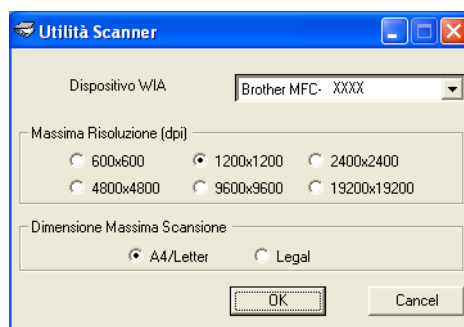 Utilità Scanner
Dispositivo WIA Brother MFC- XXXX
Massima Risoluzione (dpi)
600x600 1200x1200 2400x2400
4800x4800 9600x9600 19200x19200
Dimensione Massima Scansione
A4/Letter Legal
OK Cancel